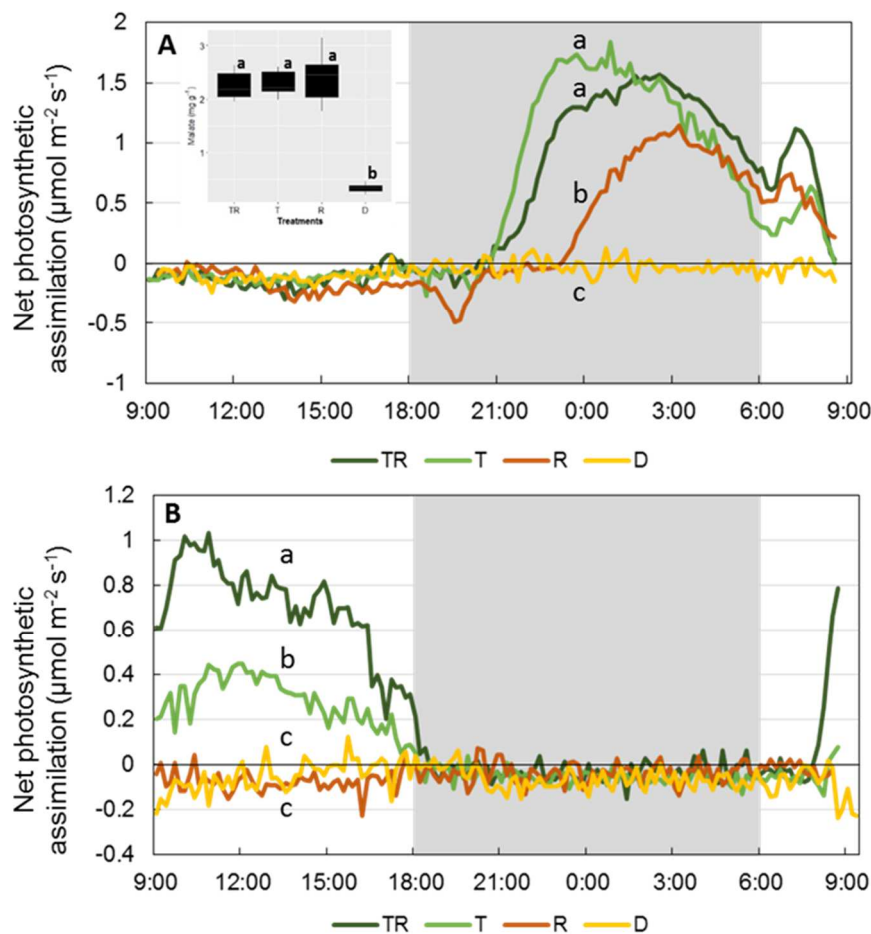 A
Net photosynthetic
assimilation (µmol m⁻² s⁻¹)
2
1.5
1
0.5
0
-0.5
-1
Malate (mg g⁻¹)
3
2
1
a
a
a
b
TR T R D
Treatments
a
a
b
c
9:00 12:00 15:00 18:00 21:00 0:00 3:00 6:00 9:00
TR T R D
B
Net photosynthetic
assimilation (µmol m⁻² s⁻¹)
1.2
1
0.8
0.6
0.4
0.2
0
-0.2
-0.4
a
b
c
c
9:00 12:00 15:00 18:00 21:00 0:00 3:00 6:00 9:00
TR T R D